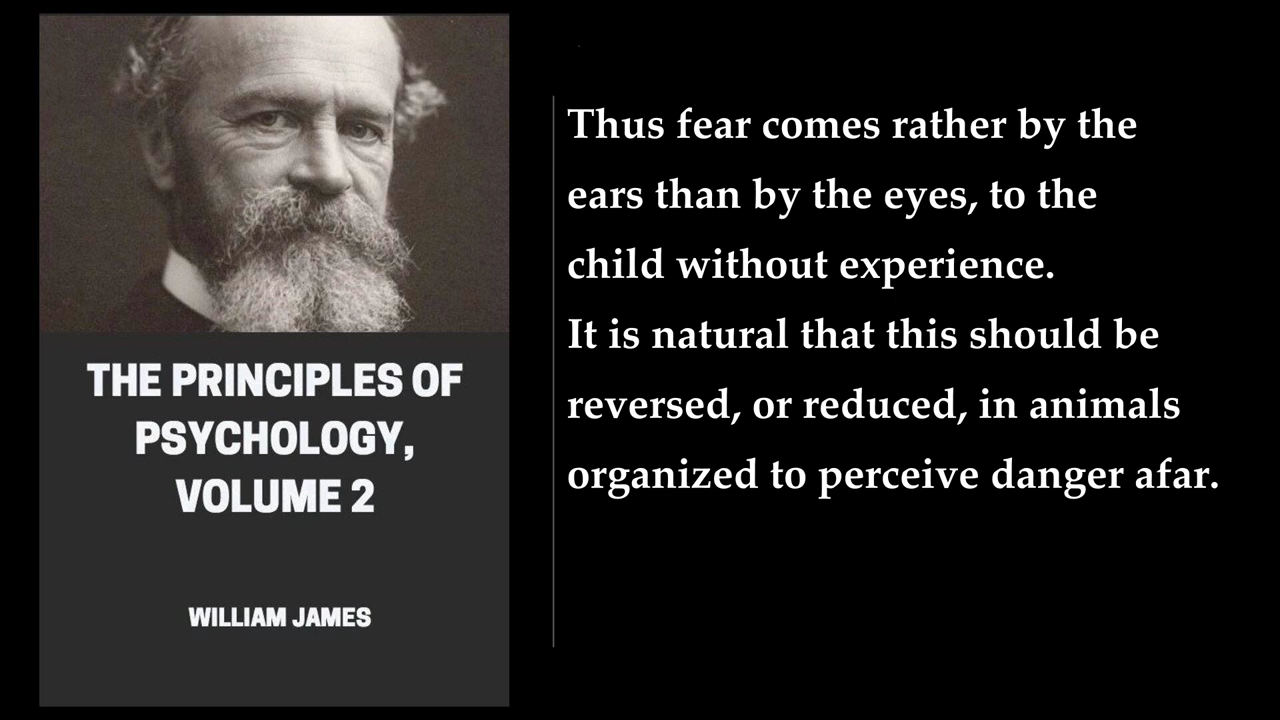 THE PRINCIPLES OF
PSYCHOLOGY,
VOLUME 2
WILLIAM JAMES
Thus fear comes rather by the
ears than by the eyes, to the
child without experience.
It is natural that this should be
reversed, or reduced, in animals
organized to perceive danger afar.